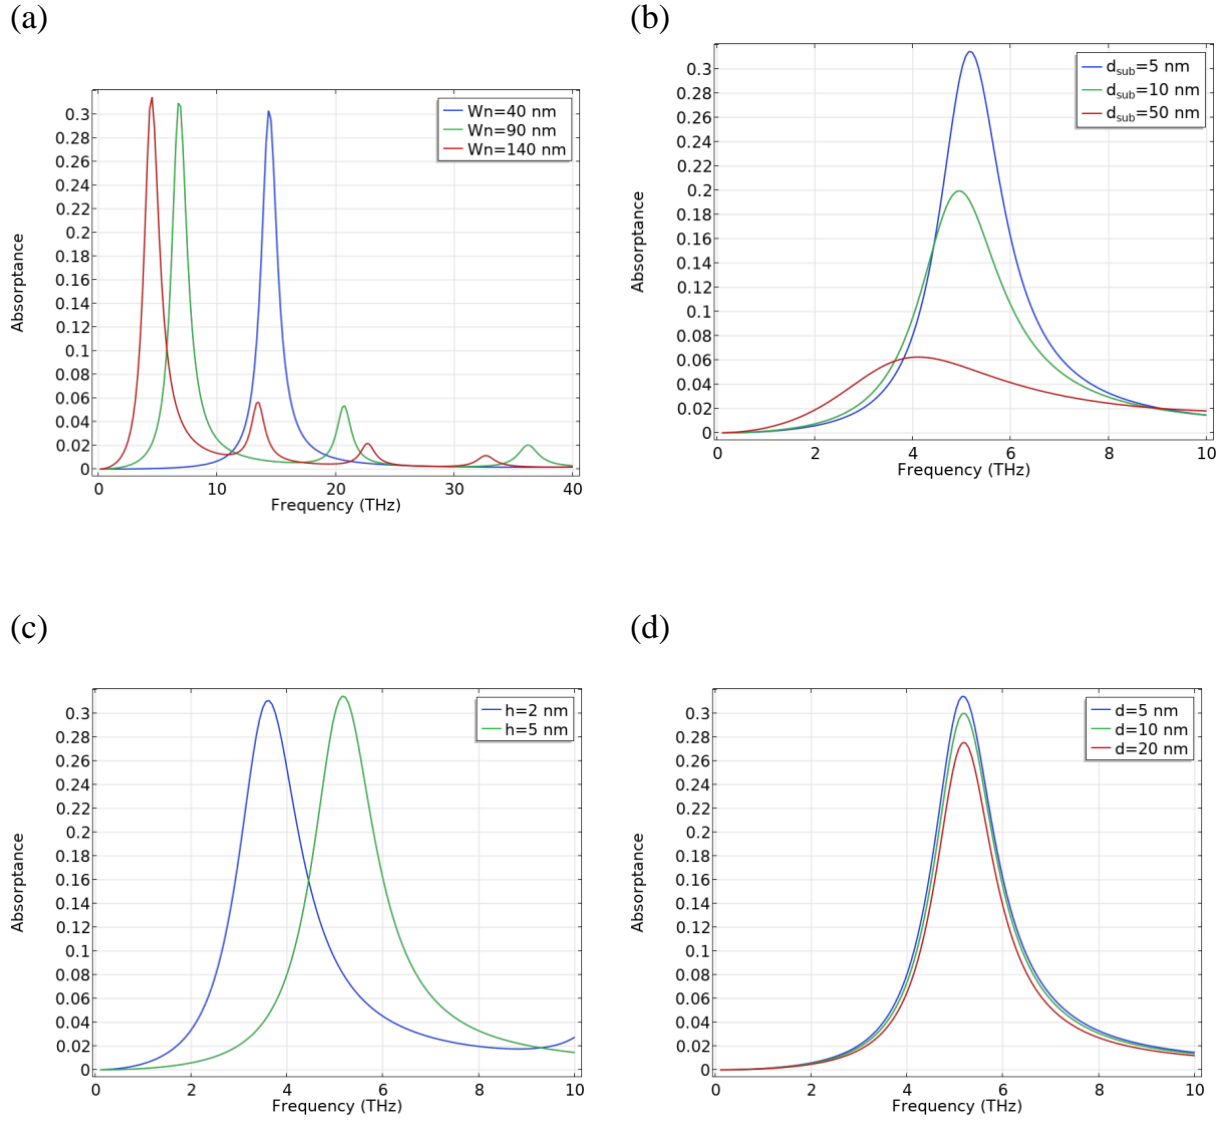 (a)
0.3
0.28
0.26
0.24
0.22
0.2
0.18
0.16
0.14
0.12
0.1
0.08
0.06
0.04
0.02
0
Absorptance
Wn=40 nm
Wn=90 nm
Wn=140 nm
0 10 20 30 40
Frequency (THz)
(b)
0.3
0.28
0.26
0.24
0.22
0.2
0.18
0.16
0.14
0.12
0.1
0.08
0.06
0.04
0.02
0
Absorptance
dsub=5 nm
dsub=10 nm
dsub=50 nm
2 4 6 8 10
Frequency (THz)
(c)
0.3
0.28
0.26
0.24
0.22
0.2
0.18
0.16
0.14
0.12
0.1
0.08
0.06
0.04
0.02
0
Absorptance
h=2 nm
h=5 nm
0 2 4 6 8 10
Frequency (THz)
(d)
0.3
0.28
0.26
0.24
0.22
0.2
0.18
0.16
0.14
0.12
0.1
0.08
0.06
0.04
0.02
0
Absorptance
d=5 nm
d=10 nm
d=20 nm
0 2 4 6 8 10
Frequency (THz)